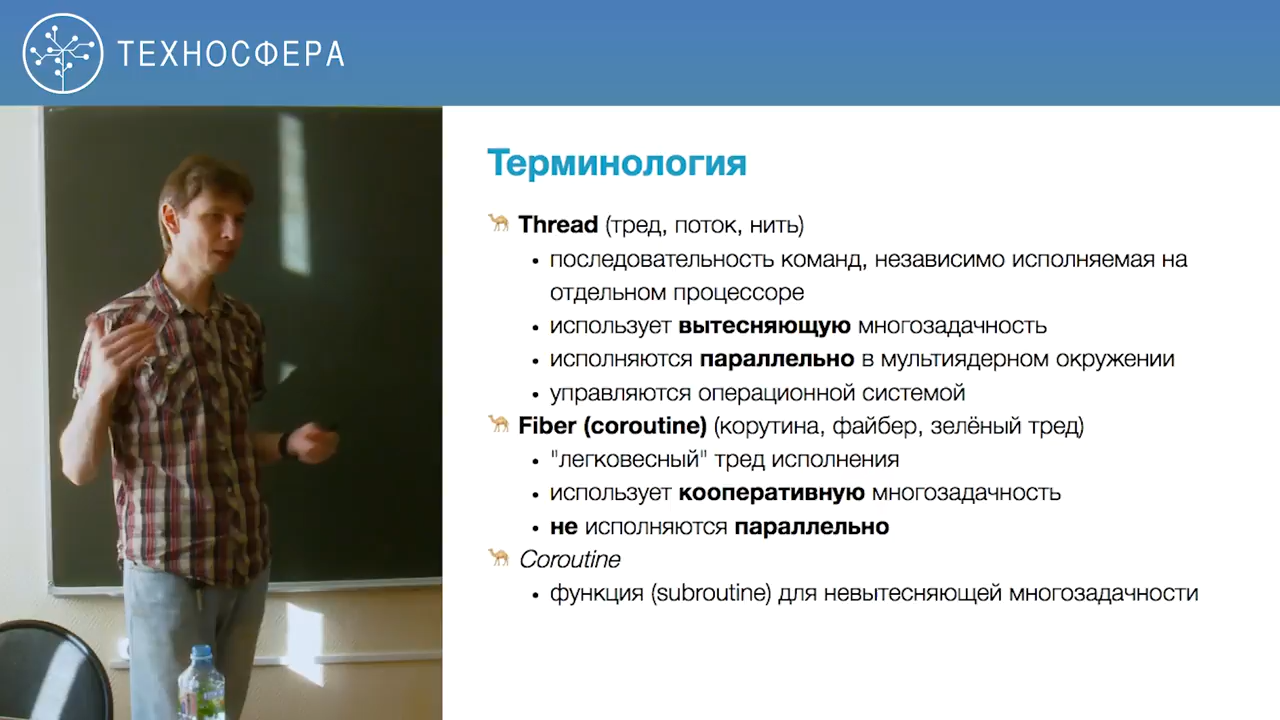 ТЕХНОСФЕРА
Терминология
Thread (тред, поток, нить)
• последовательность команд, независимо исполняемая на
отдельном процессоре
• использует вытесняющую многозадачность
• исполняются параллельно в мультиядерном окружении
• управляются операционной системой
Fiber (coroutine) (корутина, файбер, зелёный тред)
• "легковесный" тред исполнения
• использует кооперативную многозадачность
• не исполняются параллельно
Coroutine
• функция (subroutine) для невытесняющей многозадачности